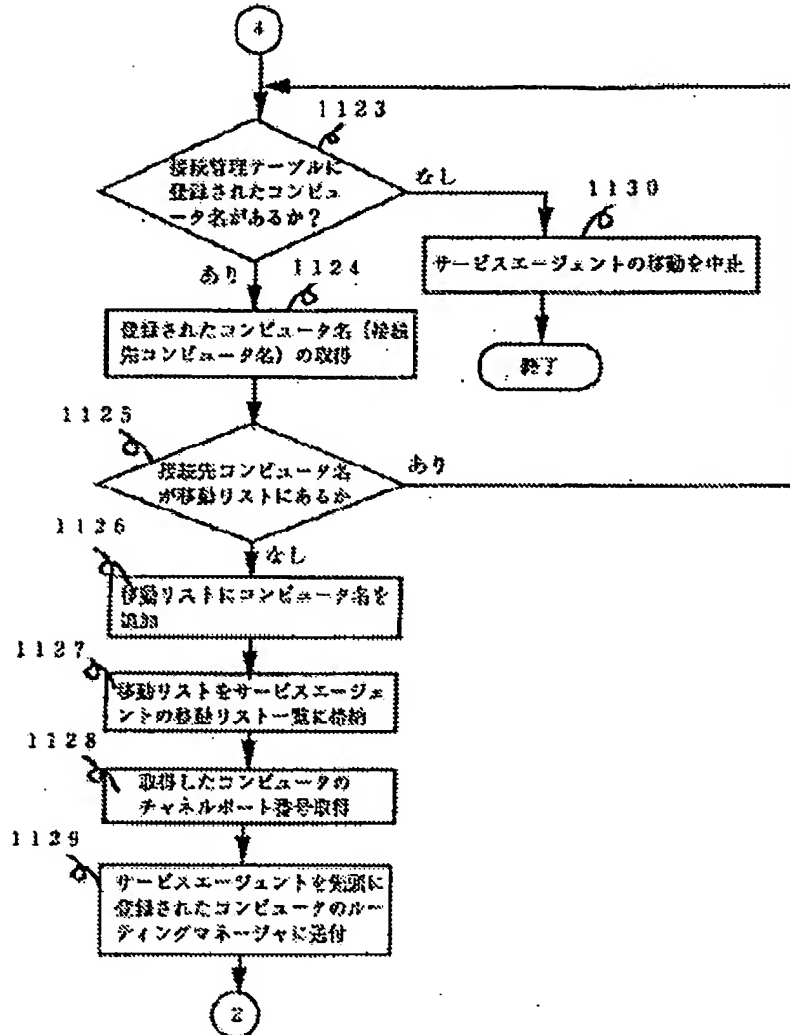 4
1123
接続管理テーブルに
登録されたコンピュ
ータ名があるか？
なし
1130
サービスエージェントの移動を中止
終了
あり
1124
登録されたコンピュータ名（接続
先コンピュータ名）の取得
1125
接続先コンピュータ名
が移動リストにあるか
あり
なし
1126
移動リストにコンピュータ名を
追加
1127
移動リストをサービスエージェ
ントの移動リスト一覧に格納
1128
取得したコンピュータの
チャネルポート番号取得
1129
サービスエージェントを先頭に
登録されたコンピュータのルー
ティングマネージャに送付
2